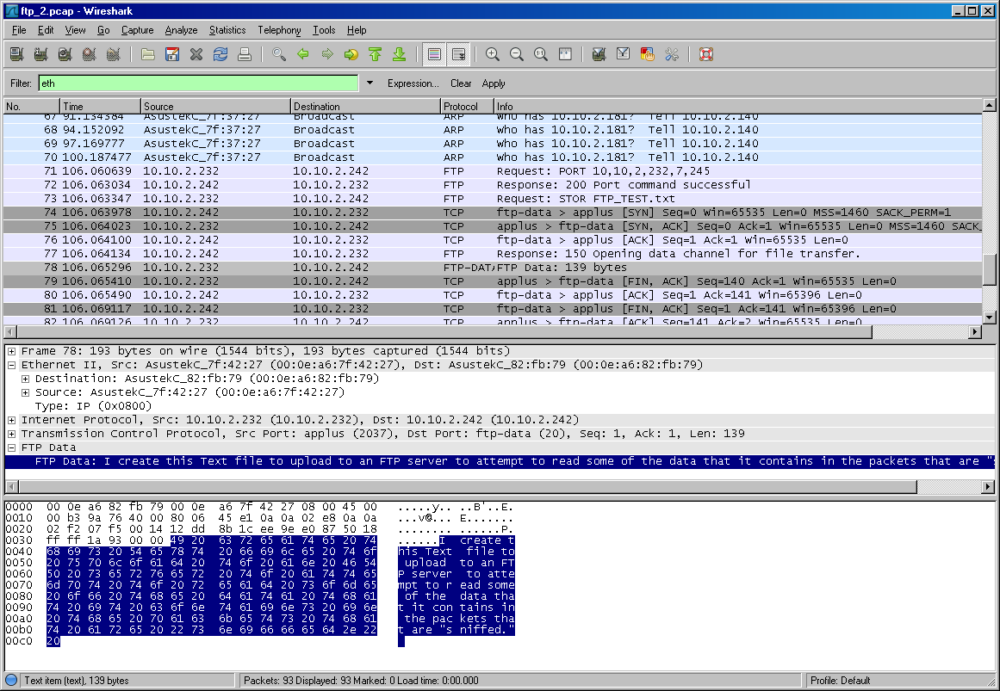 ftp_2.pcap - Wireshark
File Edit View Go Capture Analyze Statistics Telephony Tools Help
Filter: eth Expression... Clear Apply
No. Time Source Destination Protocol Info
67 91.134384 AsustekC_7f:37:27 Broadcast ARP Who has 10.10.2.181? Tell 10.10.2.140
68 94.152092 AsustekC_7f:37:27 Broadcast ARP Who has 10.10.2.181? Tell 10.10.2.140
69 97.169777 AsustekC_7f:37:27 Broadcast ARP Who has 10.10.2.181? Tell 10.10.2.140
70 100.187477 AsustekC_7f:37:27 Broadcast ARP Who has 10.10.2.181? Tell 10.10.2.140
71 106.060639 10.10.2.232 10.10.2.242 FTP Request: PORT 10,10,2,232,7,245
72 106.063034 10.10.2.242 10.10.2.232 FTP Response: 200 Port command successful
73 106.063347 10.10.2.232 10.10.2.242 FTP Request: STOR FTP_TEST.txt
74 106.063978 10.10.2.242 10.10.2.232 TCP ftp-data > applus [SYN] Seq=0 Win=65535 Len=0 MSS=1460 SACK_PERM=1
75 106.064023 10.10.2.232 10.10.2.242 TCP applus > ftp-data [SYN, ACK] Seq=0 Ack=1 Win=65535 Len=0 MSS=1460 SACK_
76 106.064100 10.10.2.242 10.10.2.232 TCP ftp-data > applus [ACK] Seq=1 Ack=1 Win=65535 Len=0
77 106.064134 10.10.2.242 10.10.2.232 FTP Response: 150 Opening data channel for file transfer.
78 106.065296 10.10.2.232 10.10.2.242 FTP-DAT FTP Data: 139 bytes
79 106.065410 10.10.2.232 10.10.2.242 TCP applus > ftp-data [FIN, ACK] Seq=140 Ack=1 Win=65535 Len=0
80 106.065490 10.10.2.242 10.10.2.232 TCP ftp-data > applus [ACK] Seq=1 Ack=141 Win=65396 Len=0
81 106.069117 10.10.2.242 10.10.2.232 TCP ftp-data > applus [FIN, ACK] Seq=1 Ack=141 Win=65396 Len=0
82 106.069126 10.10.2.232 10.10.2.242 TCP applus > ftp-data [ACK] Seq=141 Ack=2 Win=65535 Len=0
Frame 78: 193 bytes on wire (1544 bits), 193 bytes captured (1544 bits)
Ethernet II, Src: AsustekC_7f:42:27 (00:0e:a6:7f:42:27), Dst: AsustekC_82:fb:79 (00:0e:a6:82:fb:79)
Destination: AsustekC_82:fb:79 (00:0e:a6:82:fb:79)
Source: AsustekC_7f:42:27 (00:0e:a6:7f:42:27)
Type: IP (0x0800)
Internet Protocol, Src: 10.10.2.232 (10.10.2.232), Dst: 10.10.2.242 (10.10.2.242)
Transmission Control Protocol, Src Port: applus (2037), Dst Port: ftp-data (20), Seq: 1, Ack: 1, Len: 139
FTP Data
FTP Data: I create this Text file to upload to an FTP server to attempt to read some of the data that it contains in the packets that are "s
0000 00 0e a6 82 fb 79 00 0e a6 7f 42 27 08 00 45 00 .....y.. ..B'..E.
0010 00 b3 9a 76 40 00 80 06 45 e1 0a 0a 02 e8 0a 0a ...v@... E.......
0020 02 f2 07 f5 00 14 12 dd 8b 1c ee 9e e0 87 50 18 ........ ......P.
0030 ff ff 1a 93 00 00 49 20 63 72 65 61 74 65 20 74 ......I create t
0040 68 69 73 20 54 65 78 74 20 66 69 6c 65 20 74 6f his Text file to
0050 20 75 70 6c 6f 61 64 20 74 6f 20 61 6e 20 46 54 upload to an FT
0060 50 20 73 65 72 76 65 72 20 74 6f 20 61 74 74 65 P server to atte
0070 6d 70 74 20 74 6f 20 72 65 61 64 20 73 6f 6d 65 mpt to r ead some
0080 20 6f 66 20 74 68 65 20 64 61 74 61 20 74 68 61 of the data tha
0090 74 20 69 74 20 63 6f 6e 74 61 69 6e 73 20 69 6e t it con tains in
00a0 20 74 68 65 20 70 61 63 6b 65 74 73 20 74 68 61 the pac kets tha
00b0 74 20 61 72 65 20 22 73 6e 69 66 66 65 64 2e 22 t are "s niffed."
00c0 20
Text item (text), 139 bytes Packets: 93 Displayed: 93 Marked: 0 Load time: 0:00.000 Profile: Default